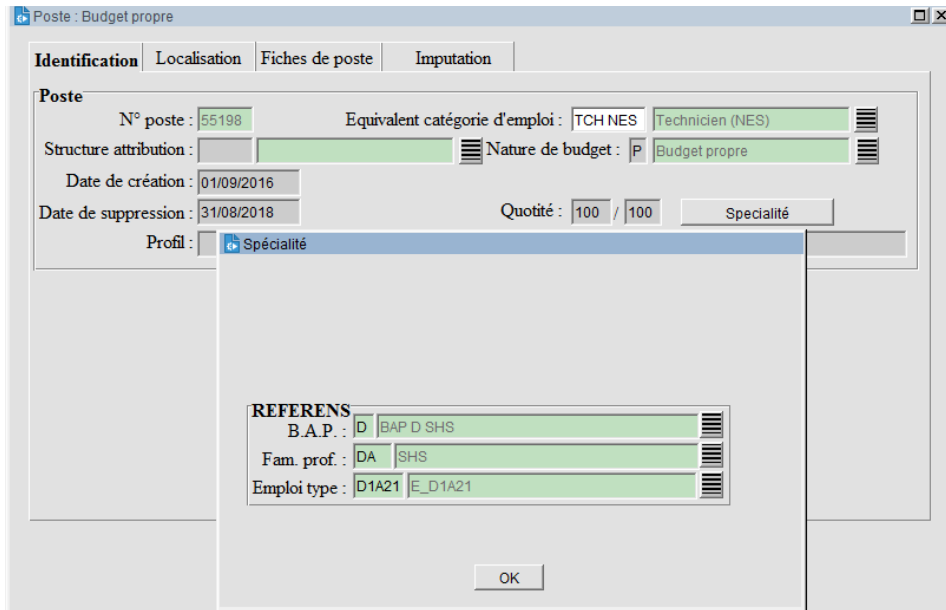 Poste : Budget propre
Identification Localisation Fiches de poste Imputation
Poste
N° poste : 55198 Equivalent catégorie d'emploi : TCH NES Technicien (NES)
Structure attribution : Nature de budget : P Budget propre
Date de création : 01/09/2016
Date de suppression : 31/08/2018 Quotité : 100 / 100 Specialité
Profil :
Spécialité
REFERENS
B.A.P. : D BAP D SHS
Fam. prof. : DA SHS
Emploi type : D1A21 E_D1A21
OK